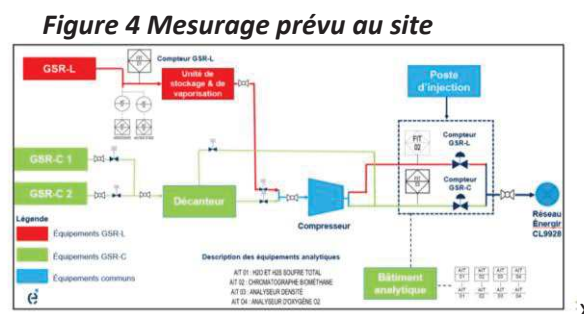 Figure 4 Mesurage prévu au site
GSR-L
Compteur GSR-L
Unité de
stockage & de
vaporisation
Poste
d'injection
FIT
02
Compteur
GSR-L
GSR-C 1
GSR-C 2
Décanteur
Compresseur
Compteur
GSR-C
Réseau
Énergir
CL9928
Légende
Équipements GSR-L
Équipements GSR-C
Équipements communs
Description des équipements analytiques
AIT 01 : H2O ET H2S SOUFRE TOTAL
AIT 02 : CHROMATOGRAPHE BIOMÉTHANE
AIT 03 : ANALYSEUR DENSITÉ
AIT 04 : ANALYSEUR D'OXYGÈNE O2
Bâtiment
analytique
AIT AIT AIT AIT
01 02 03 04